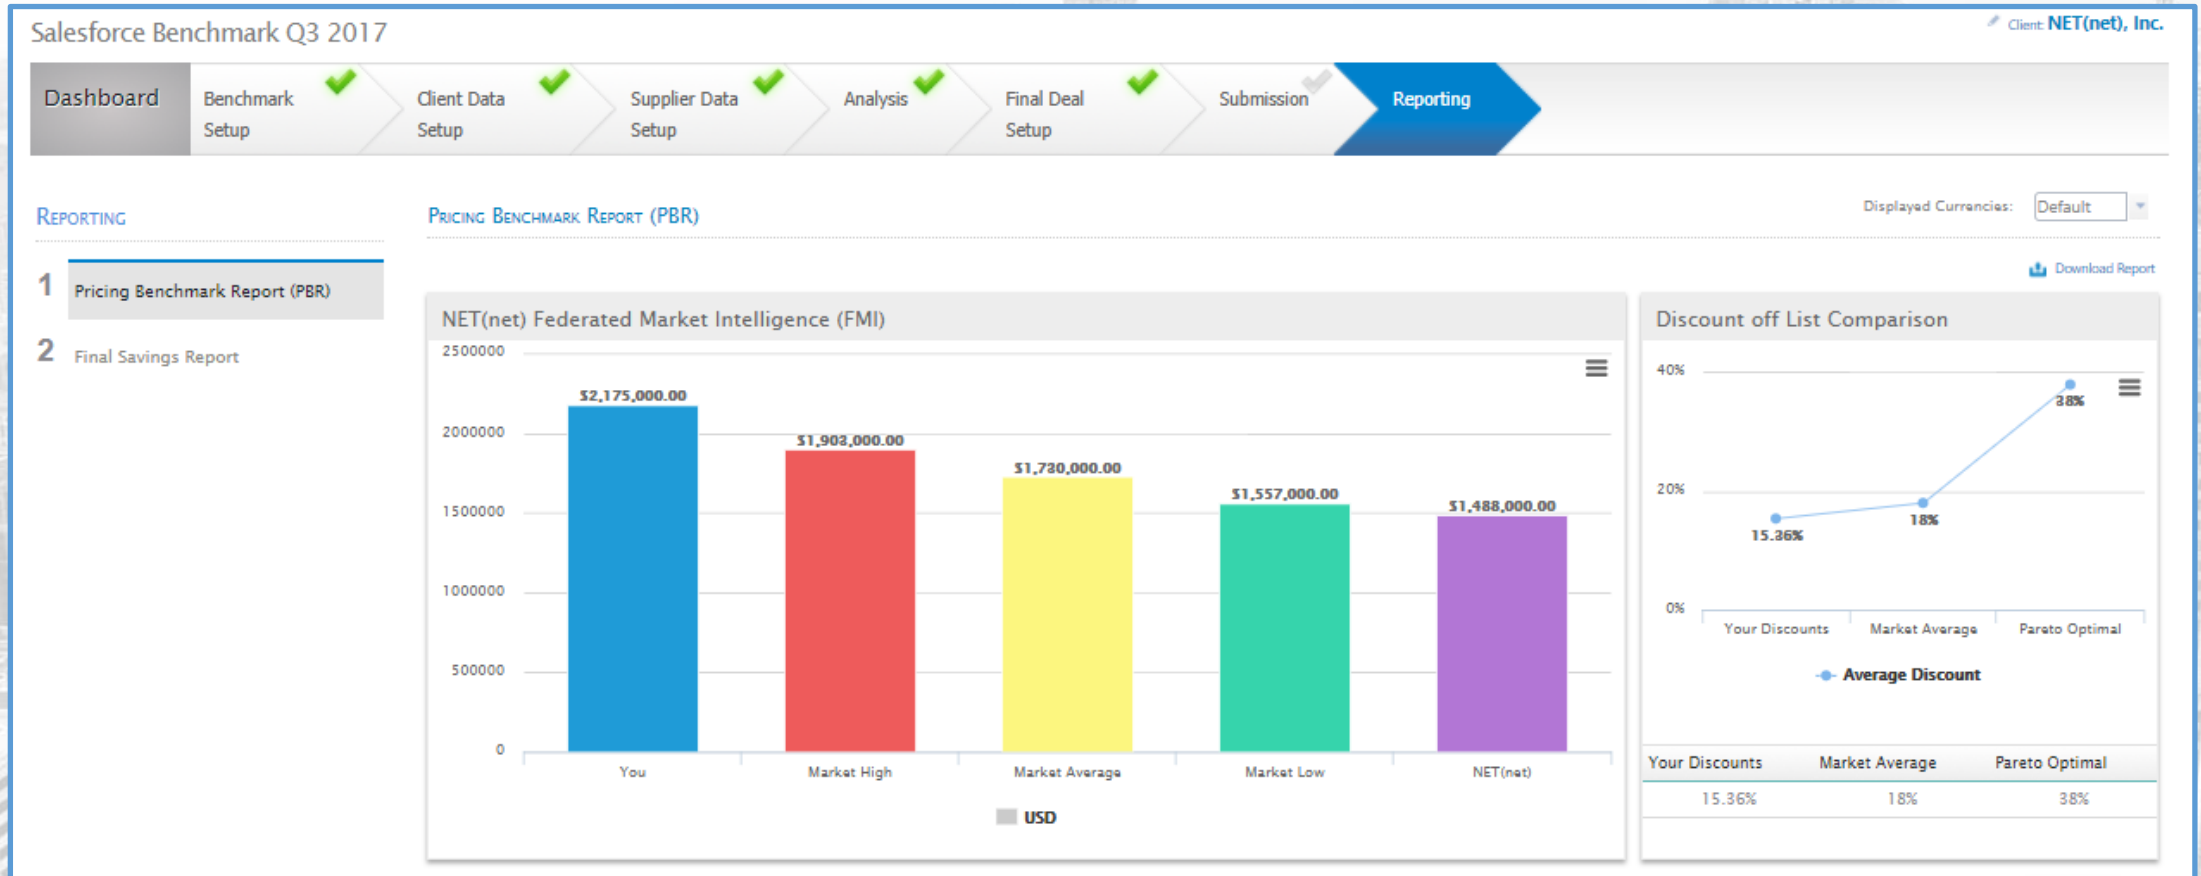 Salesforce Benchmark Q3 2017
Client: NET(net), Inc.
Dashboard
Benchmark
Setup
Client Data
Setup
Supplier Data
Setup
Analysis
Final Deal
Setup
Submission
Reporting
REPORTING
1 Pricing Benchmark Report (PBR)
2 Final Savings Report
PRICING BENCHMARK REPORT (PBR)
Displayed Currencies: Default
Download Report
NET(net) Federated Market Intelligence (FMI)
2500000
2000000
1500000
1000000
500000
0
$2,175,000.00
$1,903,000.00
$1,730,000.00
$1,557,000.00
$1,488,000.00
You
Market High
Market Average
Market Low
NET(net)
USD
Discount off List Comparison
40%
20%
0%
15.36%
18%
38%
Your Discounts
Market Average
Pareto Optimal
Average Discount
Your Discounts Market Average Pareto Optimal
15.36% 18% 38%